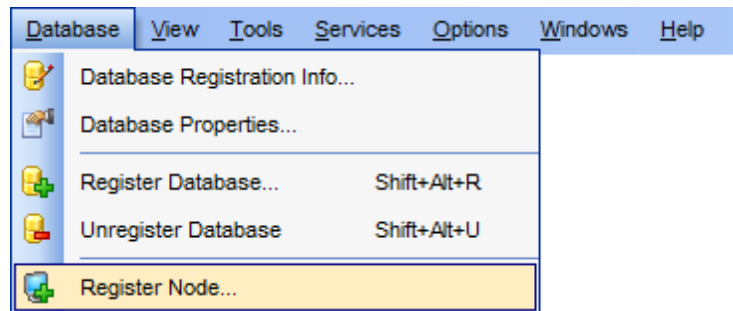 Database View Tools Services Options Windows Help
Database Registration Info...
Database Properties...
Register Database... Shift+Alt+R
Unregister Database Shift+Alt+U
Register Node...